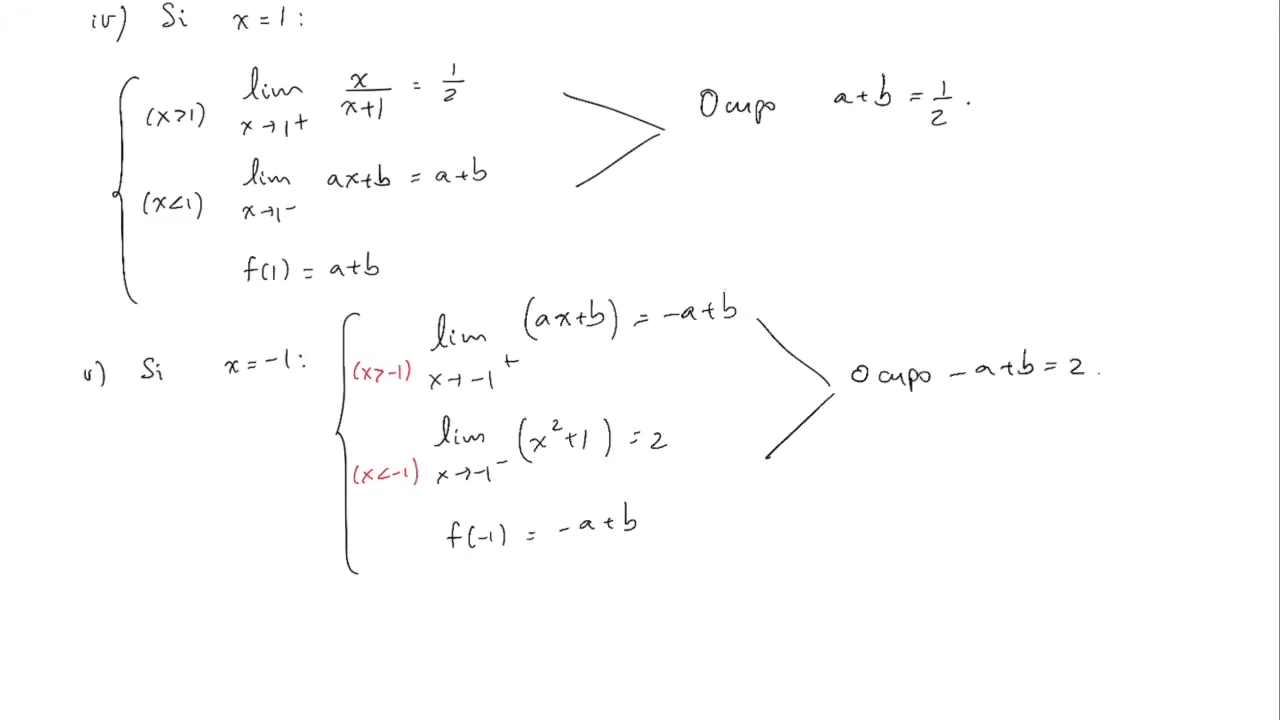 iv) Si x = 1 :
(x>1) lim x→1+ x/(x+1) = 1/2
Ocupo a+b = 1/2 .
(x<1) lim x→1- ax+b = a+b
f(1) = a+b
v) Si x = -1 :
(x>-1) lim x→-1+ (ax+b) = -a+b
Ocupo -a+b = 2 .
(x<-1) lim x→-1- (x²+1) = 2
f(-1) = -a+b